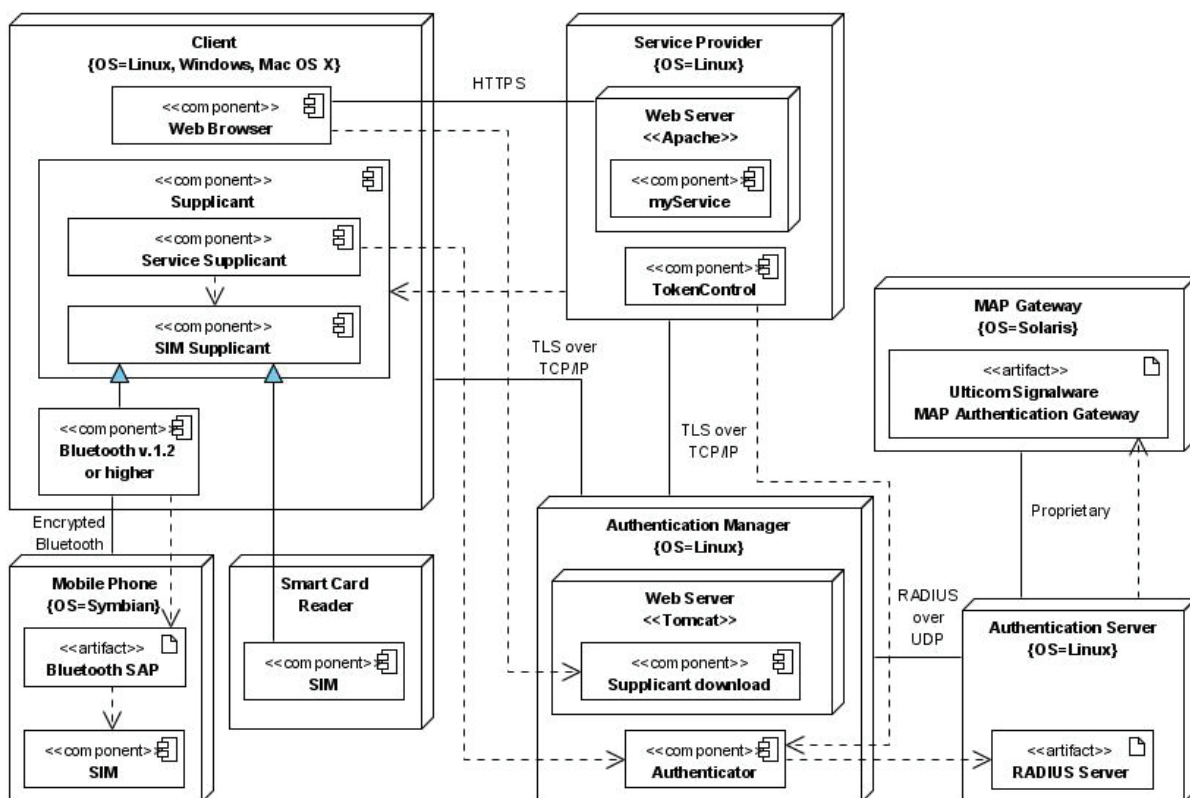 Client
{OS=Linux, Windows, Mac OS X}
<<component>>
Web Browser
<<component>>
Supplicant
<<component>>
Service Supplicant
<<component>>
SIM Supplicant
<<component>>
Bluetooth v.1.2
or higher
HTTPS
Service Provider
{OS=Linux}
Web Server
<<Apache>>
<<component>>
myService
<<component>>
TokenControl
TLS over
TCP/IP
TLS over
TCP/IP
MAP Gateway
{OS=Solaris}
<<artifact>>
Ulticom Signalware
MAP Authentication Gateway
Proprietary
Encrypted
Bluetooth
Mobile Phone
{OS=Symbian}
<<artifact>>
Bluetooth SAP
<<component>>
SIM
Smart Card
Reader
<<component>>
SIM
Authentication Manager
{OS=Linux}
Web Server
<<Tomcat>>
<<component>>
Supplicant download
<<component>>
Authenticator
RADIUS
over
UDP
Authentication Server
{OS=Linux}
<<artifact>>
RADIUS Server